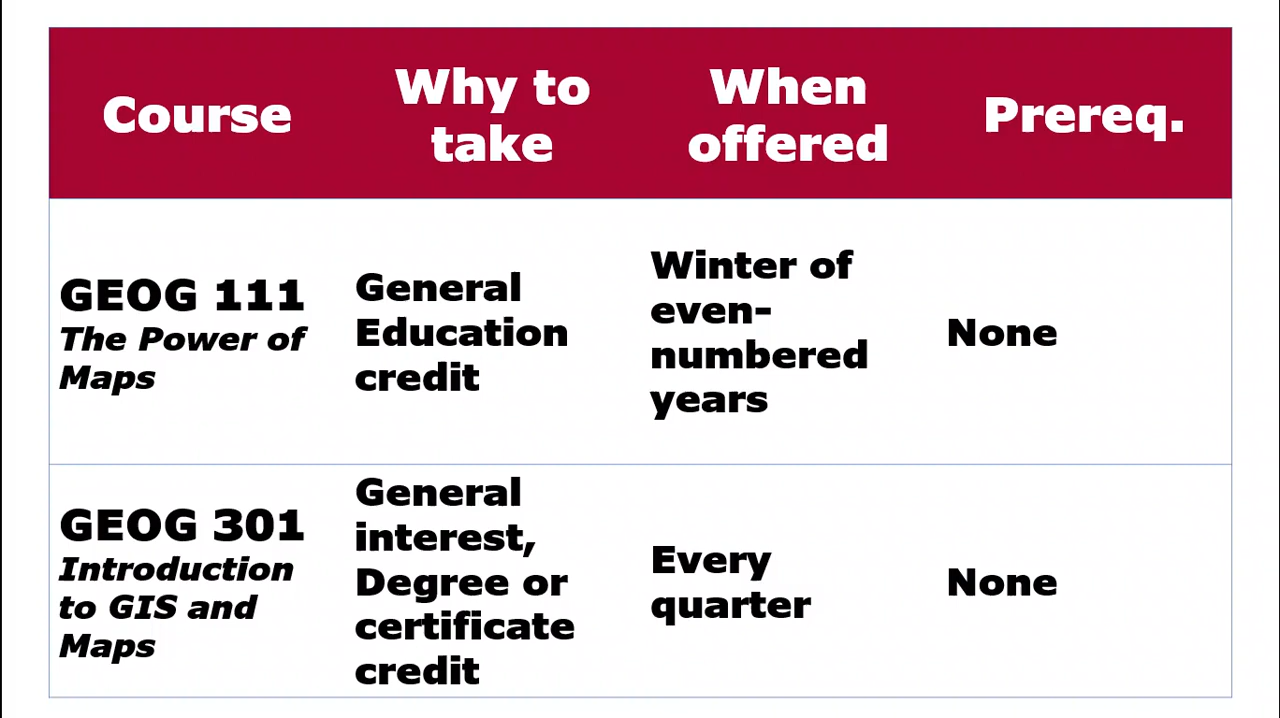 Course
Why to
take
When
offered
Prereq.
GEOG 111
The Power of
Maps
General
Education
credit
Winter of
even-
numbered
years
None
GEOG 301
Introduction
to GIS and
Maps
General
interest,
Degree or
certificate
credit
Every
quarter
None